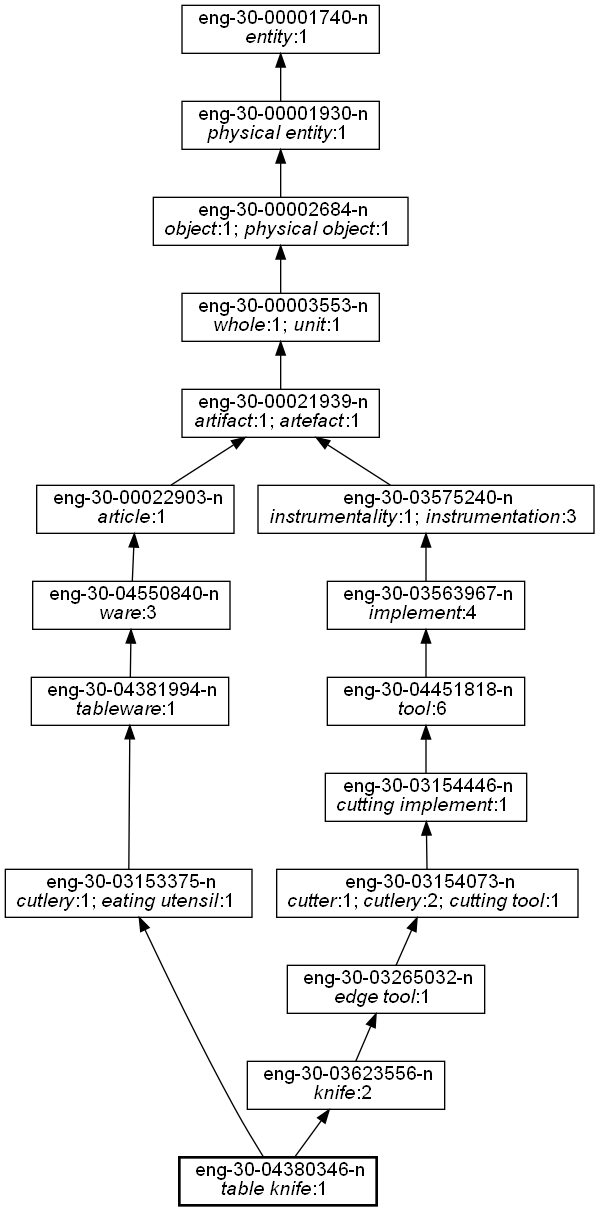 eng-30-00001740-n
entity:1
eng-30-00001930-n
physical entity:1
eng-30-00002684-n
object:1; physical object:1
eng-30-00003553-n
whole:1; unit:1
eng-30-00021939-n
artifact:1; artefact:1
eng-30-00022903-n
article:1
eng-30-03575240-n
instrumentality:1; instrumentation:3
eng-30-04550840-n
ware:3
eng-30-03563967-n
implement:4
eng-30-04381994-n
tableware:1
eng-30-04451818-n
tool:6
eng-30-03154446-n
cutting implement:1
eng-30-03153375-n
cutlery:1; eating utensil:1
eng-30-03154073-n
cutter:1; cutlery:2; cutting tool:1
eng-30-03265032-n
edge tool:1
eng-30-03623556-n
knife:2
eng-30-04380346-n
table knife:1